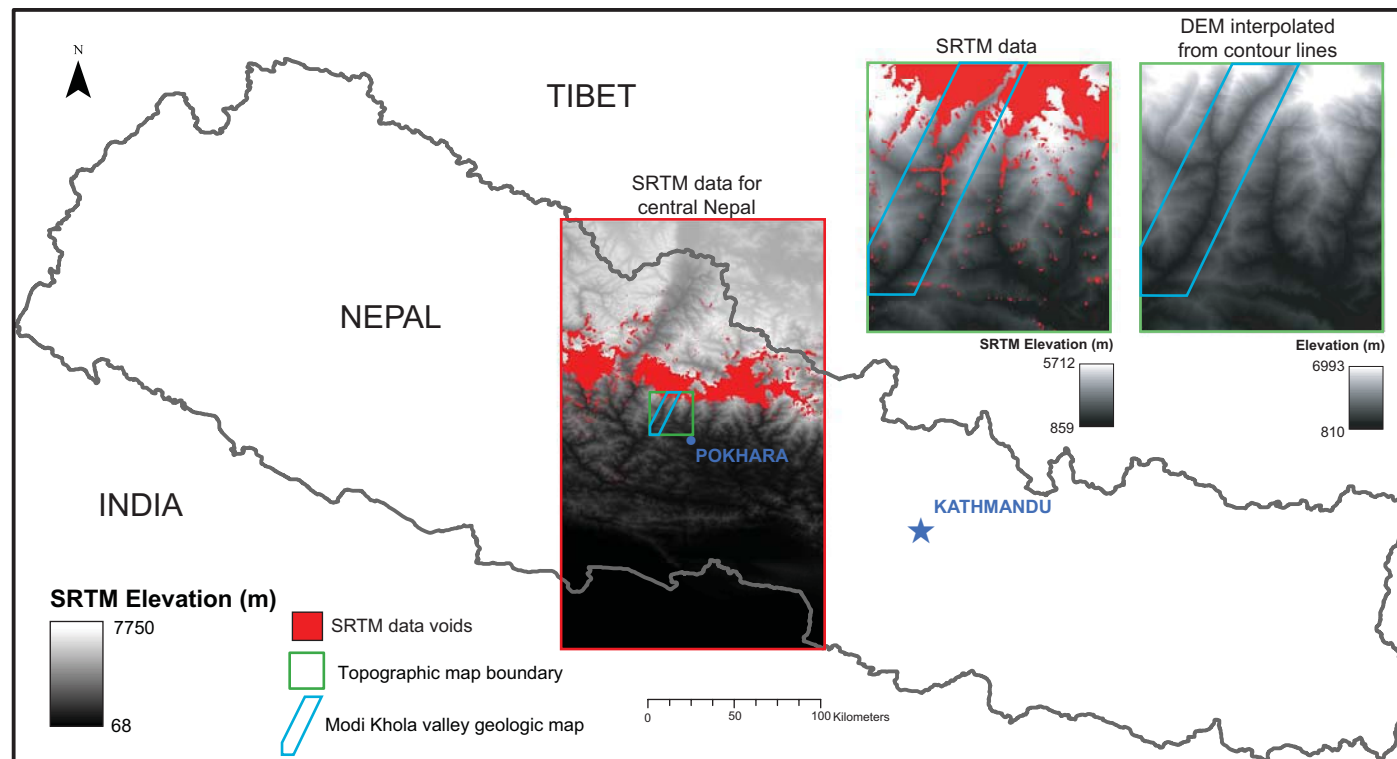 N
TIBET
SRTM data
DEM interpolated
from contour lines
SRTM data for
central Nepal
NEPAL
SRTM Elevation (m)
5712
859
Elevation (m)
6993
810
POKHARA
INDIA
KATHMANDU
SRTM Elevation (m)
7750
68
SRTM data voids
Topographic map boundary
Modi Khola valley geologic map
0 50 100 Kilometers